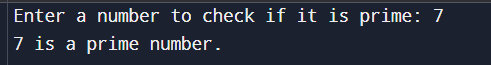 Enter a number to check if it is prime: 7
7 is a prime number.